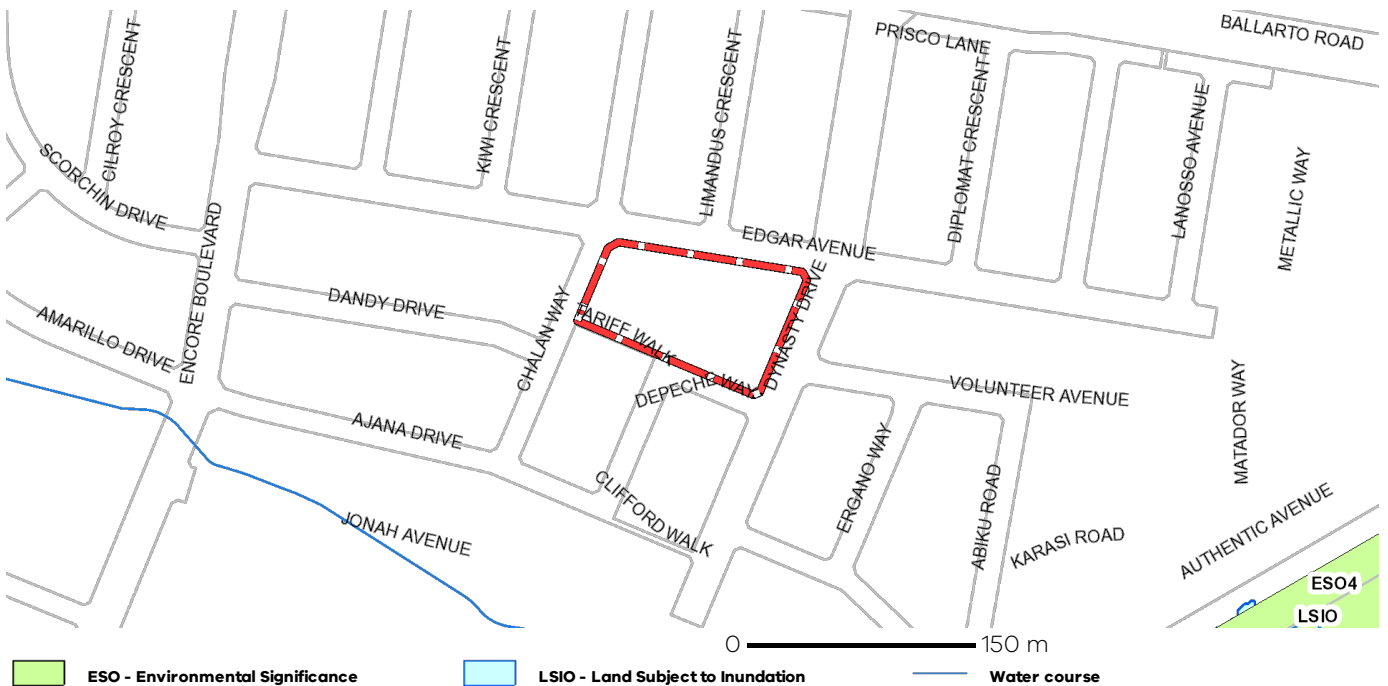 BALLARTO ROAD
PRISCO LANE
CILROY CRESCENT
KIWI CRESCENT
LIMANDUS CRESCENT
DIPLOMAT CRESCENT
LANOSSO AVENUE
METALLIC WAY
SCORCHIN DRIVE
ENCORE BOULEVARD
EDGAR AVENUE
DYNASTY DRIVE
DANDY DRIVE
CHALAN WAY
TARIFF WALK
AMARILLO DRIVE
DEPECHE WAY
VOLUNTEER AVENUE
MATADOR WAY
AJANA DRIVE
ERGANO WAY
ABIKU ROAD
CLIFFORD WALK
JONAH AVENUE
KARASI ROAD
AUTHENTIC AVENUE
ESO4
LSIO
0 150 m
ESO - Environmental Significance
LSIO - Land Subject to Inundation
Water course